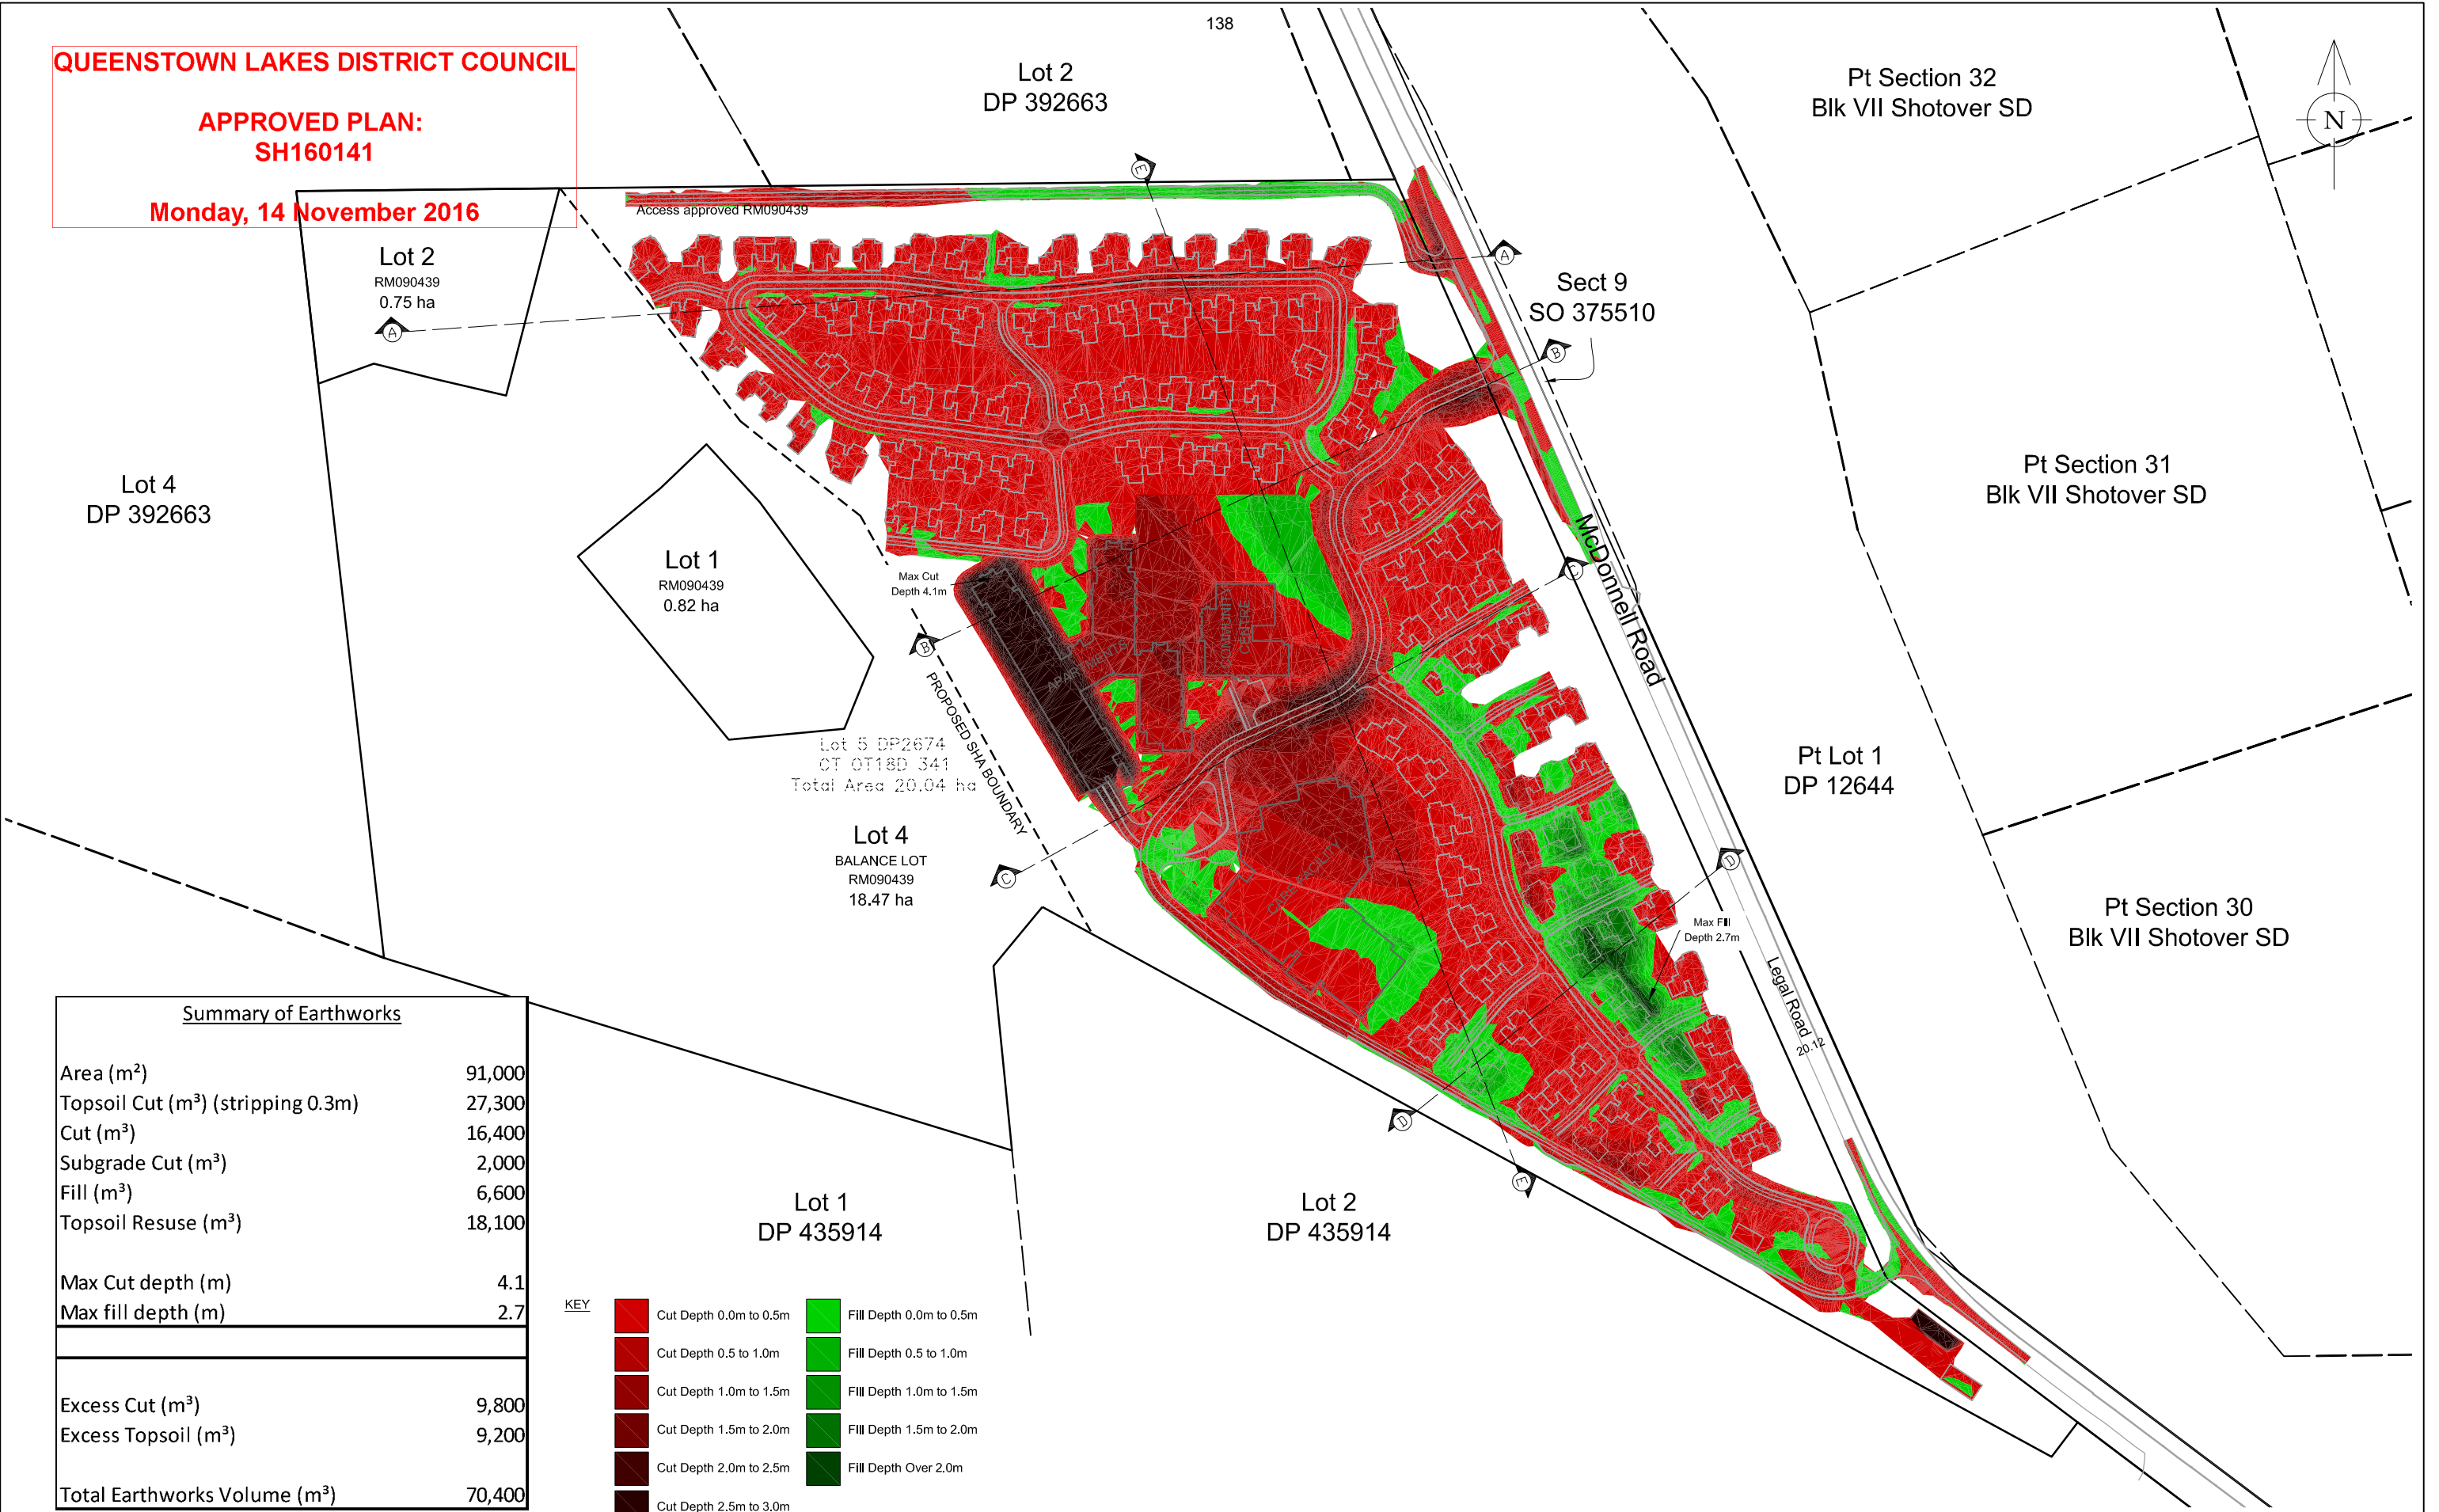 QUEENSTOWN LAKES DISTRICT COUNCIL
APPROVED PLAN:
SH160141
Monday, 14 November 2016
138
Lot 2
DP 392663
Pt Section 32
Blk VII Shotover SD
N
Access approved RM090439
E
A
Lot 2
RM090439
0.75 ha
A
Sect 9
SO 375510
B
Lot 4
DP 392663
Pt Section 31
Blk VII Shotover SD
Lot 1
RM090439
0.82 ha
Max Cut
Depth 4.1m
McDonnell Road
C
B
APARTMENTS
COMMUNITY
CENTRE
PROPOSED SHA BOUNDARY
Lot 5 DP2674
CT OT18D 341
Total Area 20.04 ha
Pt Lot 1
DP 12644
Lot 4
BALANCE LOT
RM090439
18.47 ha
C
CARE FACILITY
D
Max Fill
Depth 2.7m
Pt Section 30
Blk VII Shotover SD
Legal Road
20.12
D
E
Lot 1
DP 435914
Lot 2
DP 435914
Summary of Earthworks
Area (m²) 91,000
Topsoil Cut (m³) (stripping 0.3m) 27,300
Cut (m³) 16,400
Subgrade Cut (m³) 2,000
Fill (m³) 6,600
Topsoil Resuse (m³) 18,100
Max Cut depth (m) 4.1
Max fill depth (m) 2.7
Excess Cut (m³) 9,800
Excess Topsoil (m³) 9,200
Total Earthworks Volume (m³) 70,400
KEY
Cut Depth 0.0m to 0.5m
Cut Depth 0.5 to 1.0m
Cut Depth 1.0m to 1.5m
Cut Depth 1.5m to 2.0m
Cut Depth 2.0m to 2.5m
Cut Depth 2.5m to 3.0m
Fill Depth 0.0m to 0.5m
Fill Depth 0.5 to 1.0m
Fill Depth 1.0m to 1.5m
Fill Depth 1.5m to 2.0m
Fill Depth Over 2.0m